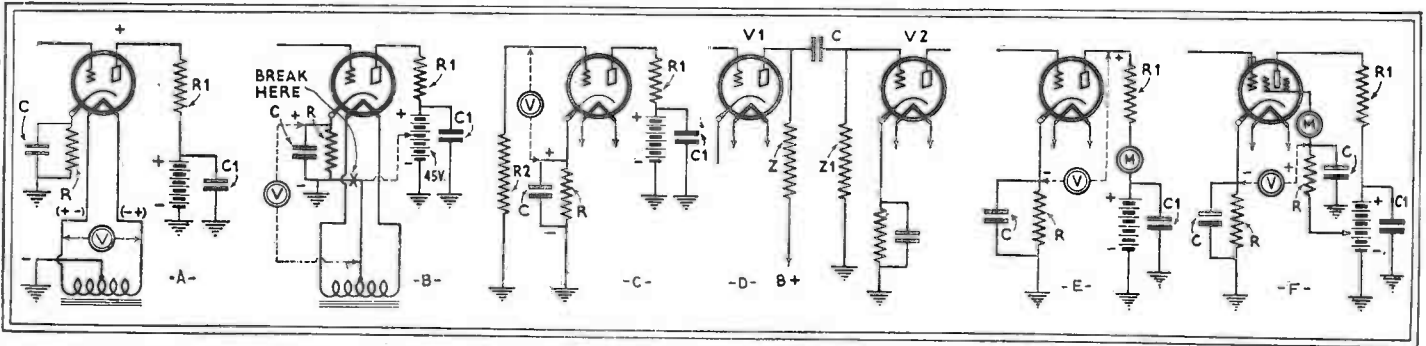 +
R1
C
R
+
-
C1
(+-)
(-+)
V
-
-A-
BREAK
HERE
C + R
R1
+
-
45V.
C1
V
-
X
-B-
V
R2
+
C
R
-
R1
+
-
C1
-C-
V1
C
V2
Z
Z1
-D-
B+
+
R1
-
V
M
C
R
+
-
C1
-E-
R1
M
-
V
+
C
R
C
R
+
-
C1
-F-